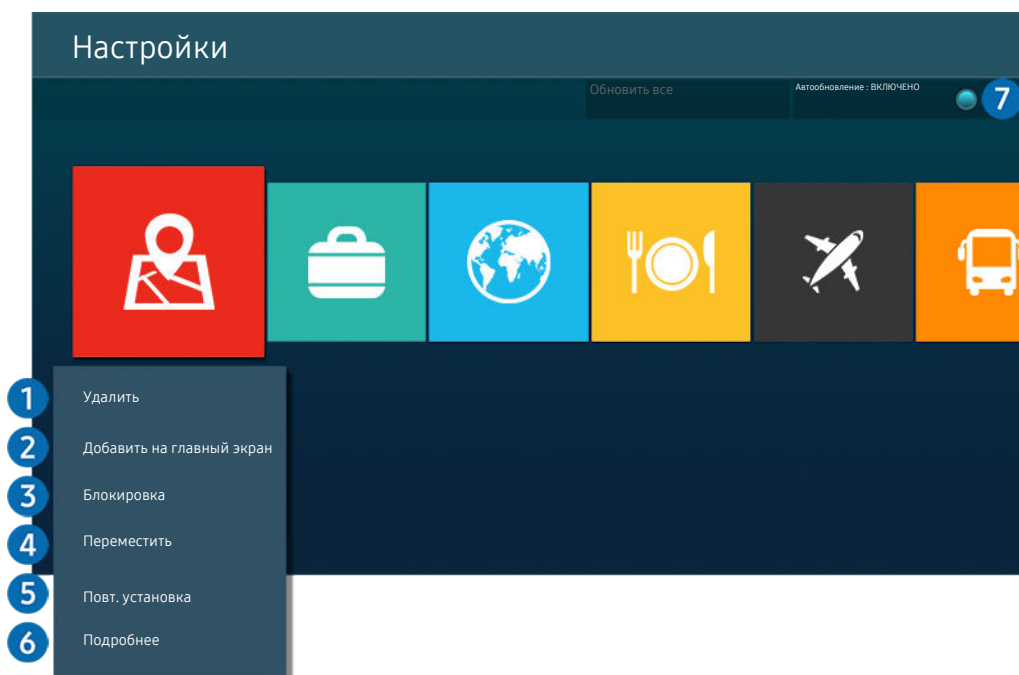 Настройки
Обновить все
Автообновление : ВКЛЮЧЕНО
7
1 Удалить
2 Добавить на главный экран
3 Блокировка
4 Переместить
5 Повт. установка
6 Подробнее